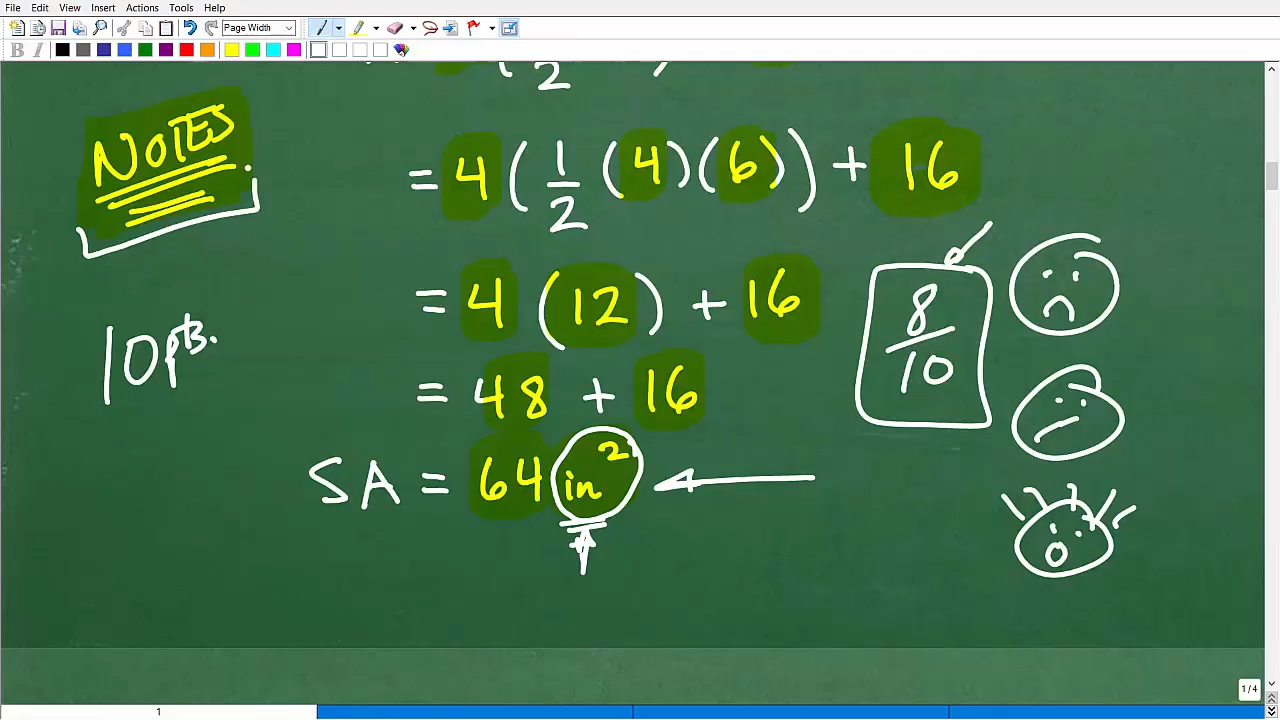 File Edit View Insert Actions Tools Help
Page Width
B I
NOTES
= 4 ( 1/2 (4)(6) ) + 16
= 4 (12) + 16
8/10
10 pts.
= 48 + 16
SA = 64 in²
1/4
1